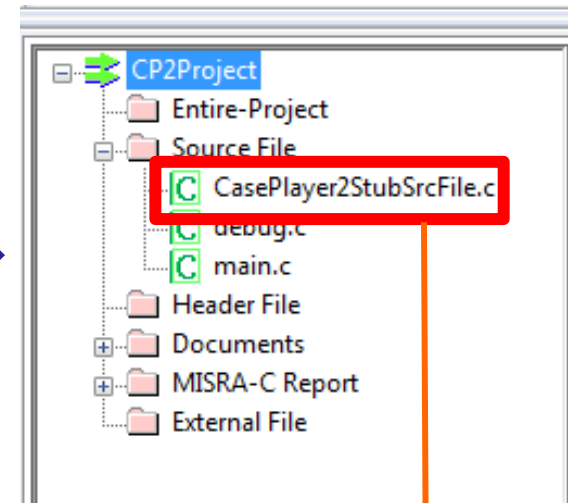 CP2Project
Entire-Project
Source File
CasePlayer2StubSrcFile.c
debug.c
main.c
Header File
Documents
MISRA-C Report
External File